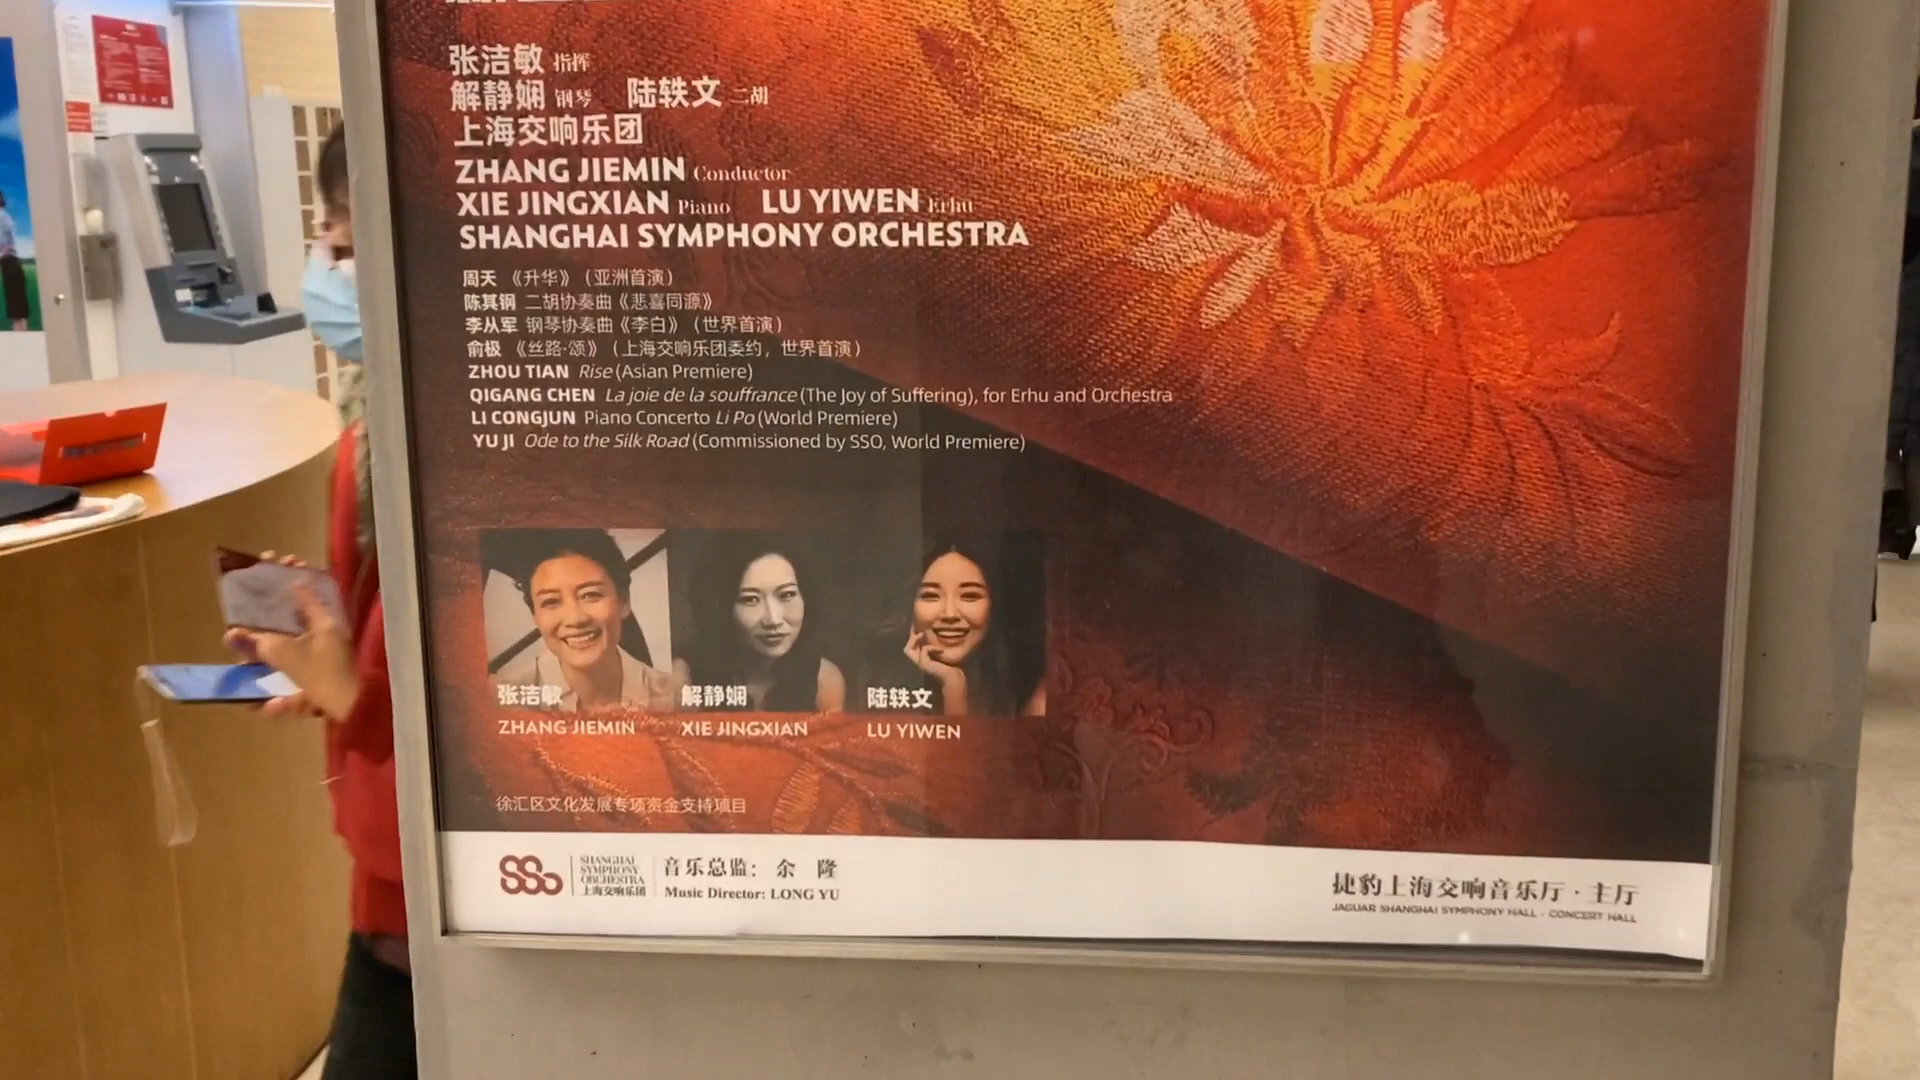 张洁敏 指挥
解静娴 钢琴 陆轶文 二胡
上海交响乐团
ZHANG JIEMIN Conductor
XIE JINGXIAN Piano LU YIWEN Erhu
SHANGHAI SYMPHONY ORCHESTRA
周天 《升华》（亚洲首演）
陈其钢 二胡协奏曲《悲喜同源》
李从军 钢琴协奏曲《李白》（世界首演）
俞极 《丝路·颂》（上海交响乐团委约，世界首演）
ZHOU TIAN Rise (Asian Premiere)
QIGANG CHEN La joie de la souffrance (The Joy of Suffering), for Erhu and Orchestra
LI CONGJUN Piano Concerto Li Po (World Premiere)
YU JI Ode to the Silk Road (Commissioned by SSO, World Premiere)
张洁敏 解静娴 陆轶文
ZHANG JIEMIN XIE JINGXIAN LU YIWEN
徐汇区文化发展专项资金支持项目
SSO
SHANGHAI
SYMPHONY
ORCHESTRA
上海交响乐团
音乐总监： 余 隆
Music Director: LONG YU
捷豹上海交响音乐厅·主厅
JAGUAR SHANGHAI SYMPHONY HALL · CONCERT HALL